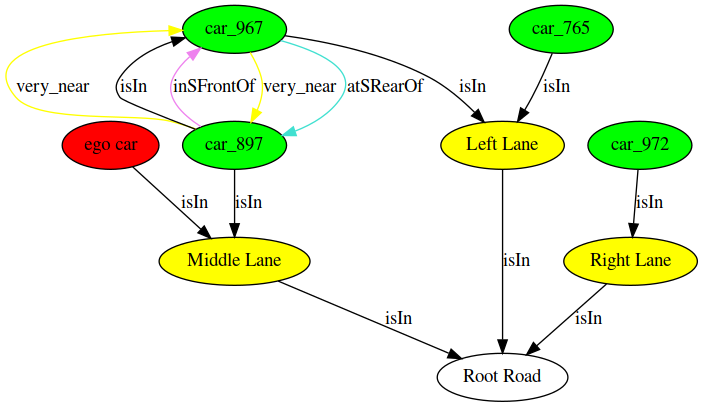 car_967
car_765
very_near
isIn
inSFrontOf
very_near
atSRearOf
isIn
isIn
ego car
car_897
Left Lane
car_972
isIn
isIn
isIn
Middle Lane
isIn
Right Lane
isIn
isIn
Root Road